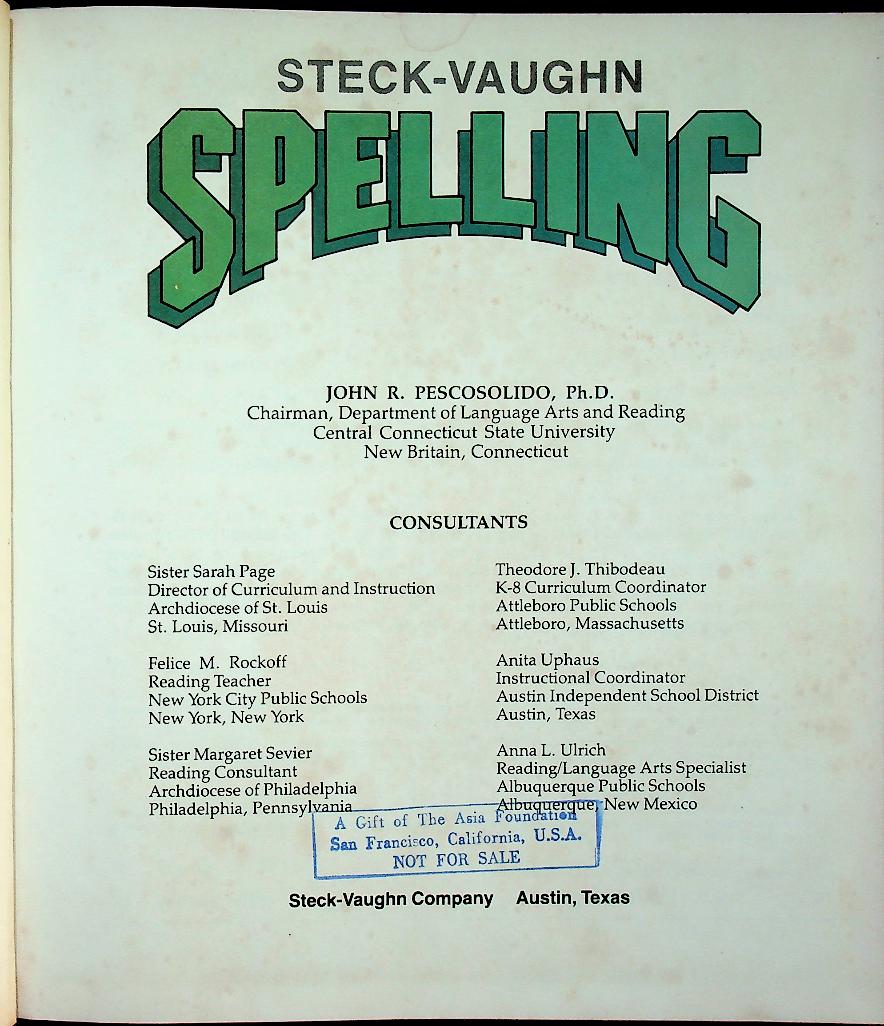 STECK-VAUGHN
SPELLING
JOHN R. PESCOSOLIDO, Ph.D.
Chairman, Department of Language Arts and Reading
Central Connecticut State University
New Britain, Connecticut
CONSULTANTS
Sister Sarah Page
Director of Curriculum and Instruction
Archdiocese of St. Louis
St. Louis, Missouri
Felice M. Rockoff
Reading Teacher
New York City Public Schools
New York, New York
Sister Margaret Sevier
Reading Consultant
Archdiocese of Philadelphia
Philadelphia, Pennsylvania
Theodore J. Thibodeau
K-8 Curriculum Coordinator
Attleboro Public Schools
Attleboro, Massachusetts
Anita Uphaus
Instructional Coordinator
Austin Independent School District
Austin, Texas
Anna L. Ulrich
Reading/Language Arts Specialist
Albuquerque Public Schools
Albuquerque, New Mexico
A Gift of The Asia Foundation
San Francisco, California, U.S.A.
NOT FOR SALE
Steck-Vaughn Company Austin, Texas